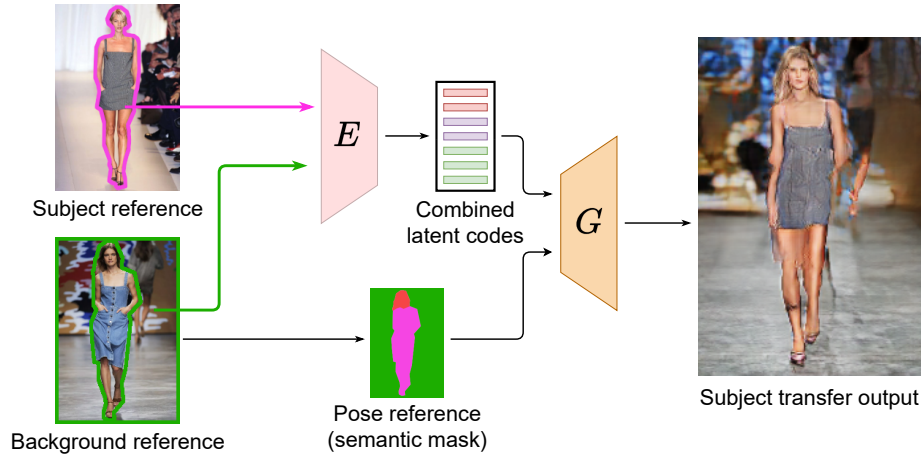 Subject reference
E
Combined
latent codes
G
Background reference
Pose reference
(semantic mask)
Subject transfer output